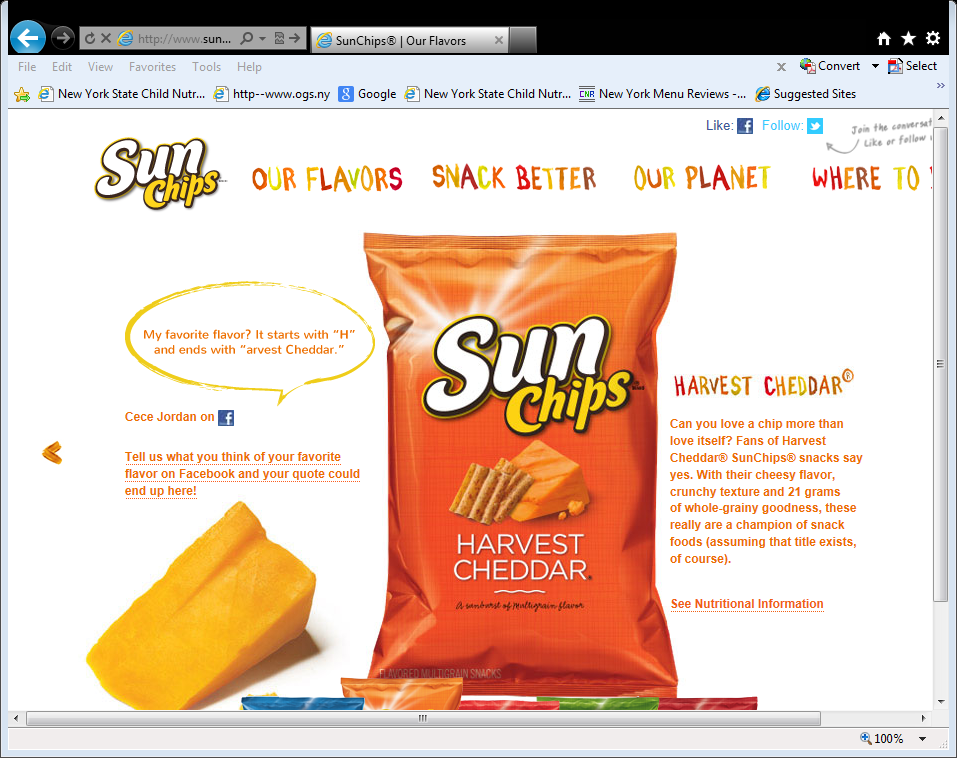 http://www.sun...
SunChips® | Our Flavors
File Edit View Favorites Tools Help
x Convert Select
New York State Child Nutr... http--www.ogs.ny Google New York State Child Nutr... CNR New York Menu Reviews -... Suggested Sites
Like: Follow:
Join the conversat
Like or follow
Sun
Chips
OUR FLAVORS SNACK BETTER OUR PLANET WHERE TO
My favorite flavor? It starts with “H”
and ends with “arvest Cheddar.”
Cece Jordan on
Tell us what you think of your favorite
flavor on Facebook and your quote could
end up here!
Sun
Chips
HARVEST
CHEDDAR
A sunburst of Multigrain flavor
FLAVORED MULTIGRAIN SNACKS
HARVEST CHEDDAR®
Can you love a chip more than
love itself? Fans of Harvest
Cheddar® SunChips® snacks say
yes. With their cheesy flavor,
crunchy texture and 21 grams
of whole-grainy goodness, these
really are a champion of snack
foods (assuming that title exists,
of course).
See Nutritional Information
100%